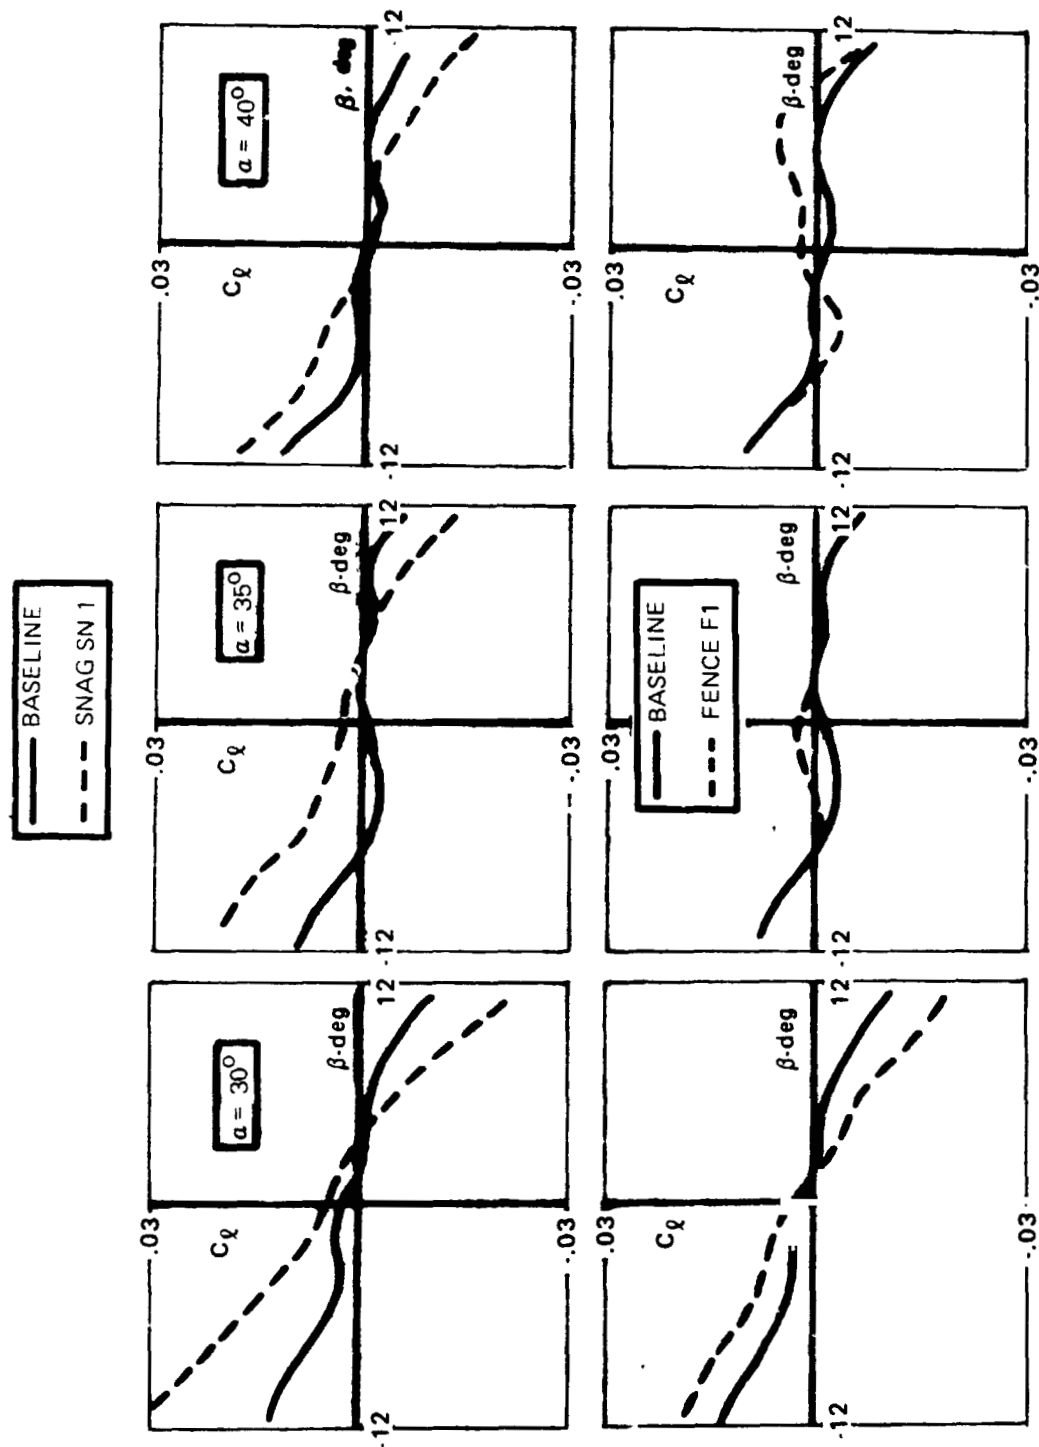 BASELINE
SNAG SN 1
.03
Cℓ
α = 30°
β-deg
-12
12
-.03
.03
Cℓ
α = 35°
β-deg
-12
12
-.03
.03
Cℓ
α = 40°
β, deg
-12
12
-.03
BASELINE
FENCE F1
.03
Cℓ
β-deg
-12
12
-.03
.03
β-deg
-12
12
-.03
.03
Cℓ
β-deg
-12
12
-.03